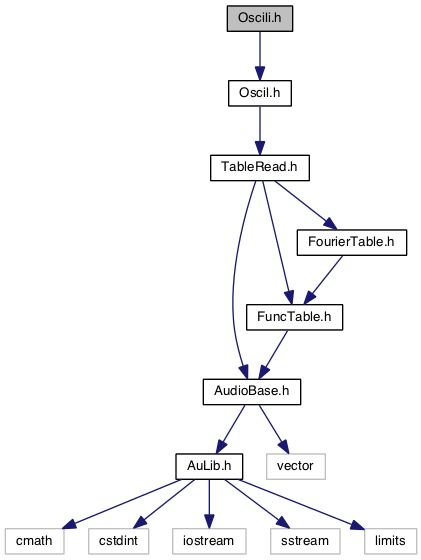 Oscili.h
Oscil.h
TableRead.h
FourierTable.h
FuncTable.h
AudioBase.h
AuLib.h
vector
cmath
cstdint
iostream
sstream
limits